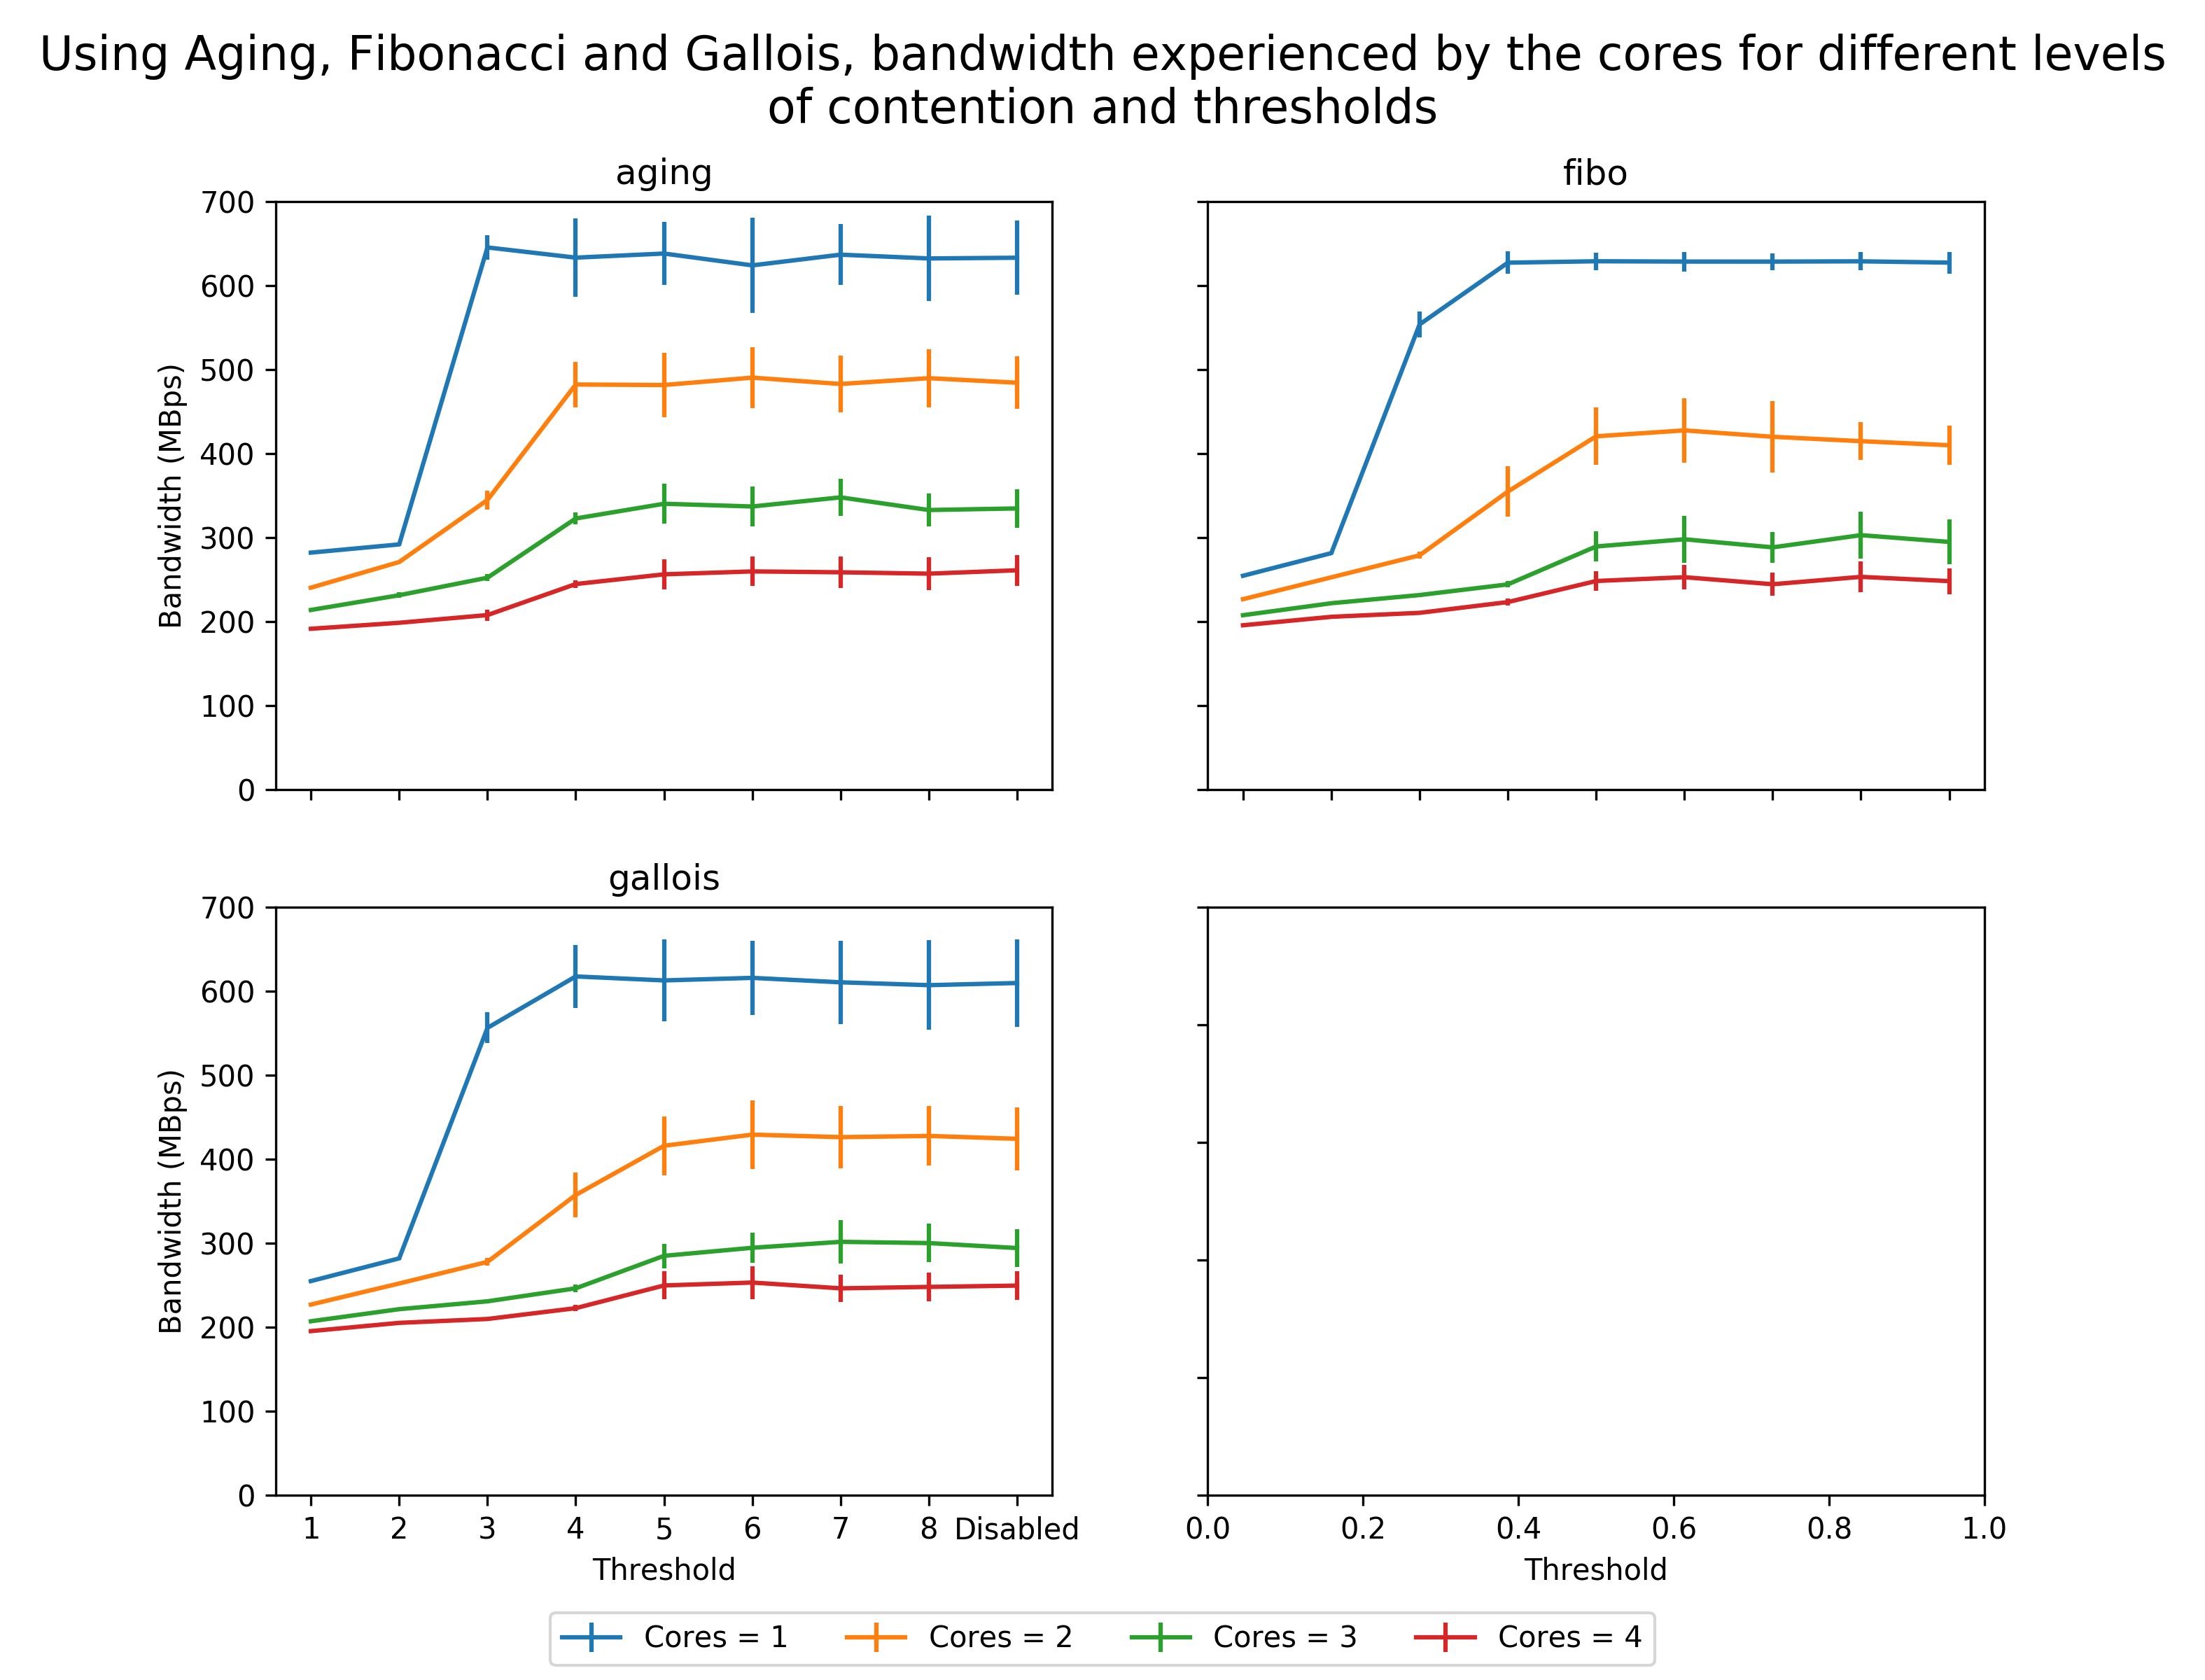 Using Aging, Fibonacci and Gallois, bandwidth experienced by the cores for different levels
of contention and thresholds
aging
700
600
500
400
300
200
100
0
Bandwidth (MBps)
fibo
gallois
700
600
500
400
300
200
100
0
Bandwidth (MBps)
1 2 3 4 5 6 7 8 Disabled
Threshold
0.0 0.2 0.4 0.6 0.8 1.0
Threshold
Cores = 1 Cores = 2 Cores = 3 Cores = 4